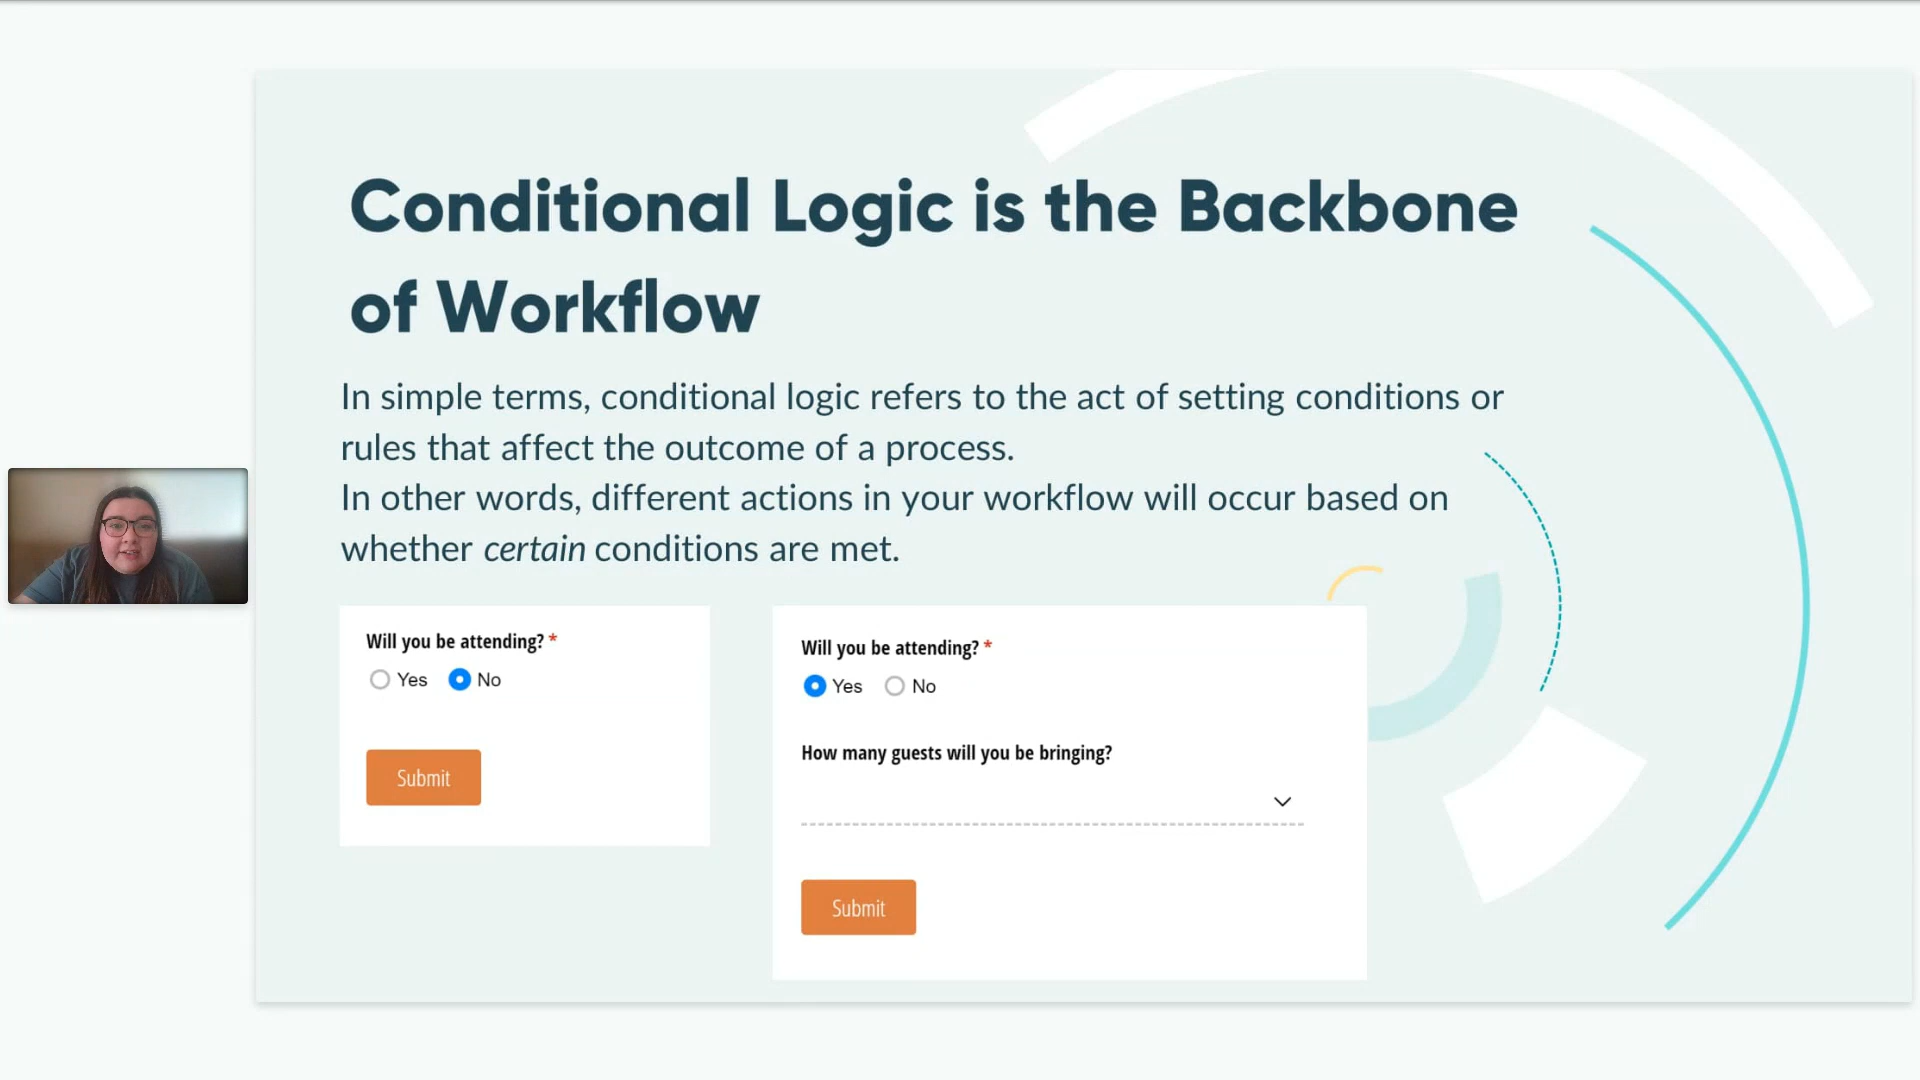 Conditional Logic is the Backbone
of Workflow
In simple terms, conditional logic refers to the act of setting conditions or
rules that affect the outcome of a process.
In other words, different actions in your workflow will occur based on
whether certain conditions are met.
Will you be attending? *
Yes No
Submit
Will you be attending? *
Yes No
How many guests will you be bringing?
Submit